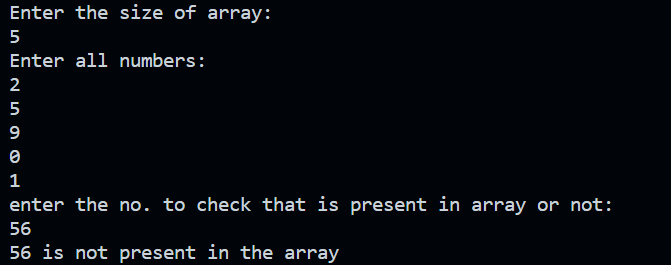 Enter the size of array:
5
Enter all numbers:
2
5
9
0
1
enter the no. to check that is present in array or not:
56
56 is not present in the array